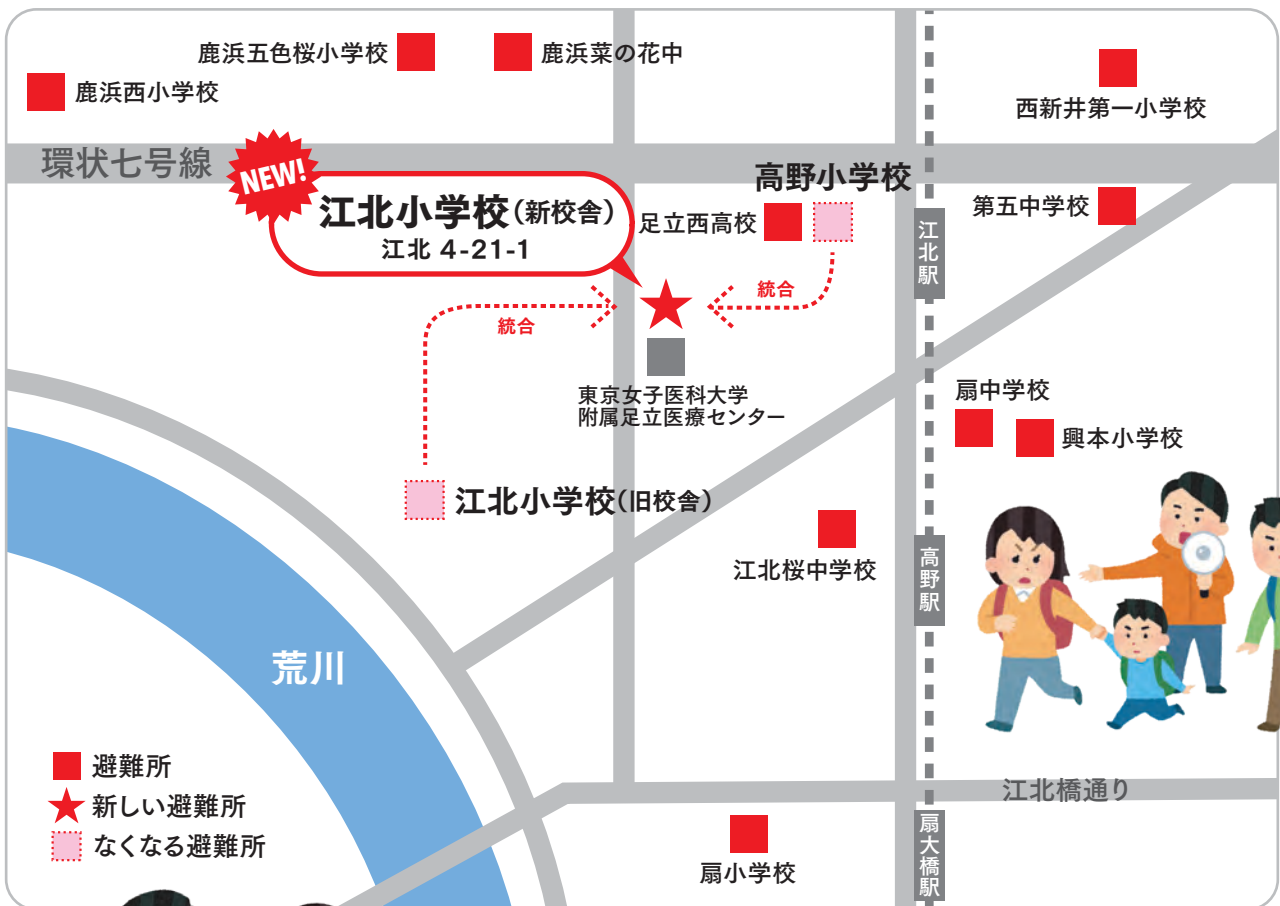 鹿浜五色桜小学校
鹿浜菜の花中
鹿浜西小学校
西新井第一小学校
環状七号線
NEW!
江北小学校(新校舎)
江北 4-21-1
高野小学校
足立西高校
第五中学校
江北駅
統合
統合
東京女子医科大学
附属足立医療センター
扇中学校
興本小学校
江北小学校(旧校舎)
江北桜中学校
高野駅
荒川
避難所
新しい避難所
なくなる避難所
江北橋通り
扇小学校
扇大橋駅